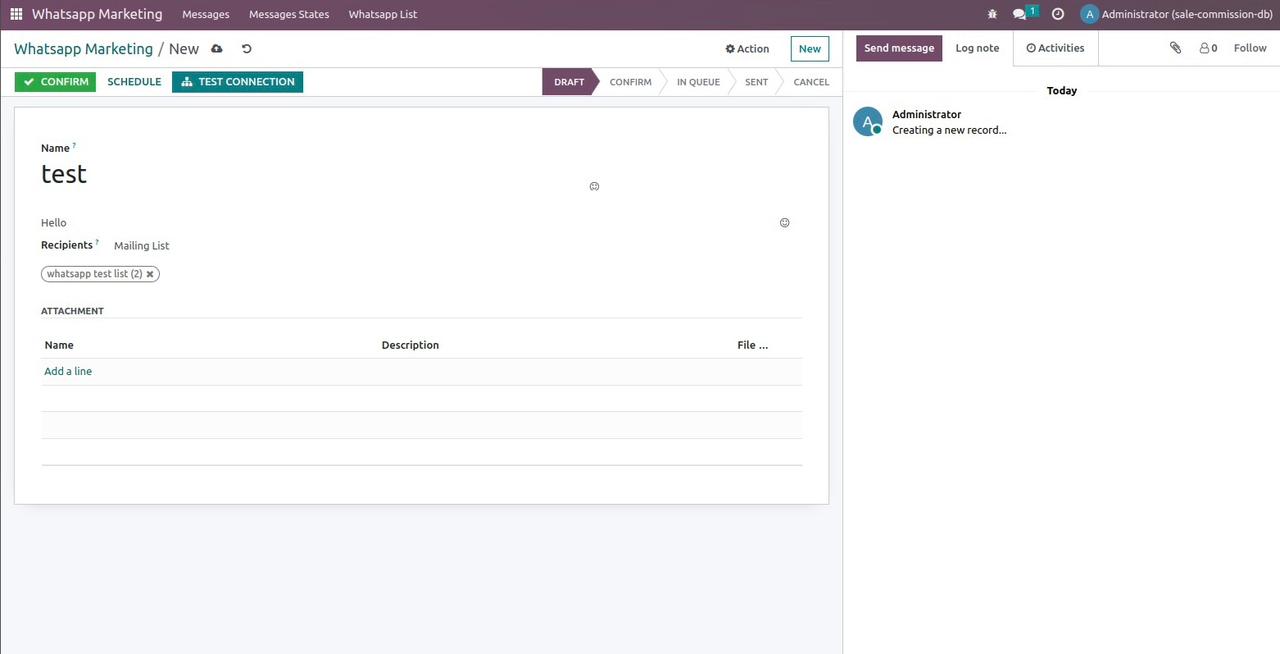 Whatsapp Marketing Messages Messages States Whatsapp List 1 A Administrator (sale-commission-db)
Whatsapp Marketing / New Action New Send message Log note Activities 0 Follow
CONFIRM SCHEDULE TEST CONNECTION DRAFT CONFIRM IN QUEUE SENT CANCEL
Today
A Administrator
Creating a new record...
Name ?
test
Hello
Recipients ? Mailing List
whatsapp test list (2)
ATTACHMENT
Name Description File ...
Add a line